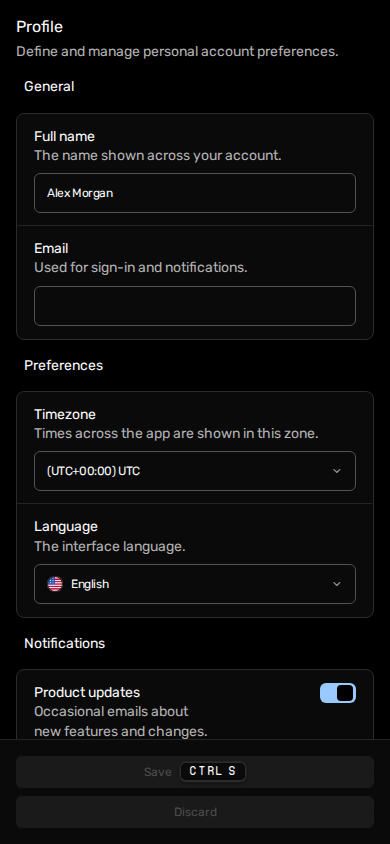 Profile
Define and manage personal account preferences.
General
Full name
The name shown across your account.
Alex Morgan
Email
Used for sign-in and notifications.
Preferences
Timezone
Times across the app are shown in this zone.
(UTC+00:00) UTC
Language
The interface language.
English
Notifications
Product updates
Occasional emails about
new features and changes.
Save CTRL S
Discard